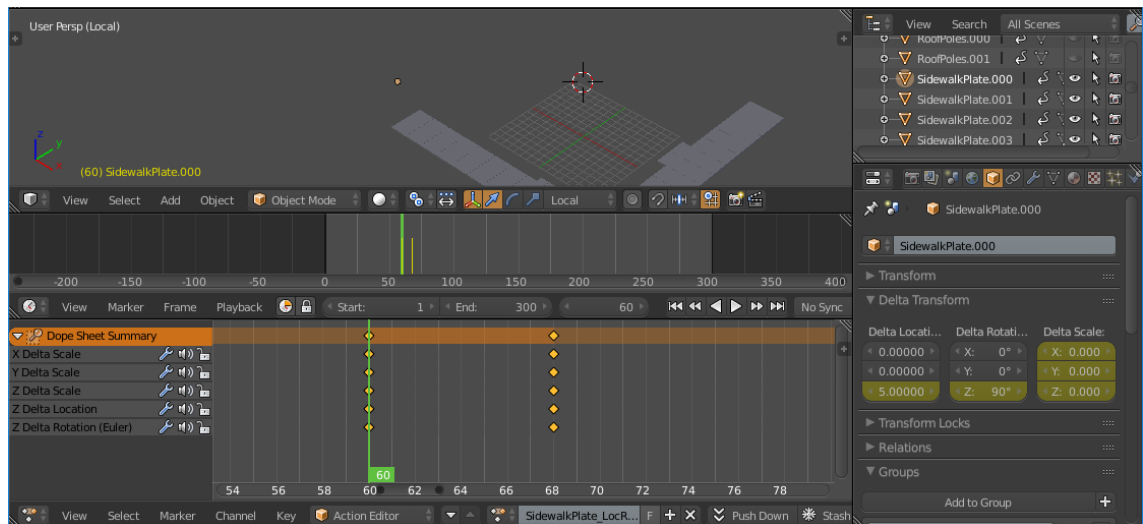 User Persp (Local)
z
y
x
(60) SidewalkPlate.000
View Select Add Object Object Mode Local
-200 -150 -100 -50 0 50 100 150 200 250 300 350 400
View Marker Frame Playback Start: 1 End: 300 60 No Sync
Dope Sheet Summary
X Delta Scale
Y Delta Scale
Z Delta Scale
Z Delta Location
Z Delta Rotation (Euler)
60
54 56 58 60 62 64 66 68 70 72 74 76 78
View Select Marker Channel Key Action Editor SidewalkPlate_LocR... F Push Down Stash
View Search All Scenes
RoofPoles.000
RoofPoles.001
SidewalkPlate.000
SidewalkPlate.001
SidewalkPlate.002
SidewalkPlate.003
SidewalkPlate.000
SidewalkPlate.000
Transform
Delta Transform
Delta Locati... Delta Rotati... Delta Scale:
0.00000 X: 0° X: 0.000
0.00000 Y: 0° Y: 0.000
5.00000 Z: 90° Z: 0.000
Transform Locks
Relations
Groups
Add to Group